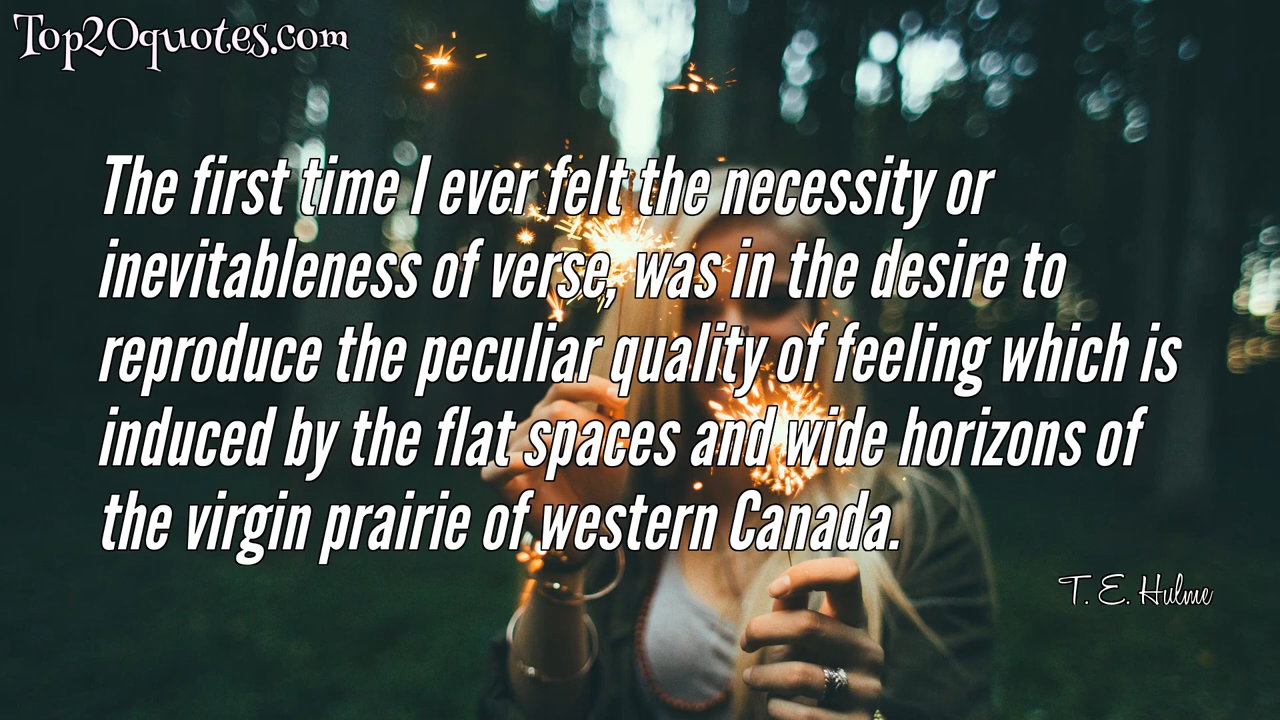 Top20quotes.com
The first time I ever felt the necessity or
inevitableness of verse, was in the desire to
reproduce the peculiar quality of feeling which is
induced by the flat spaces and wide horizons of
the virgin prairie of western Canada.
T. E. Hulme